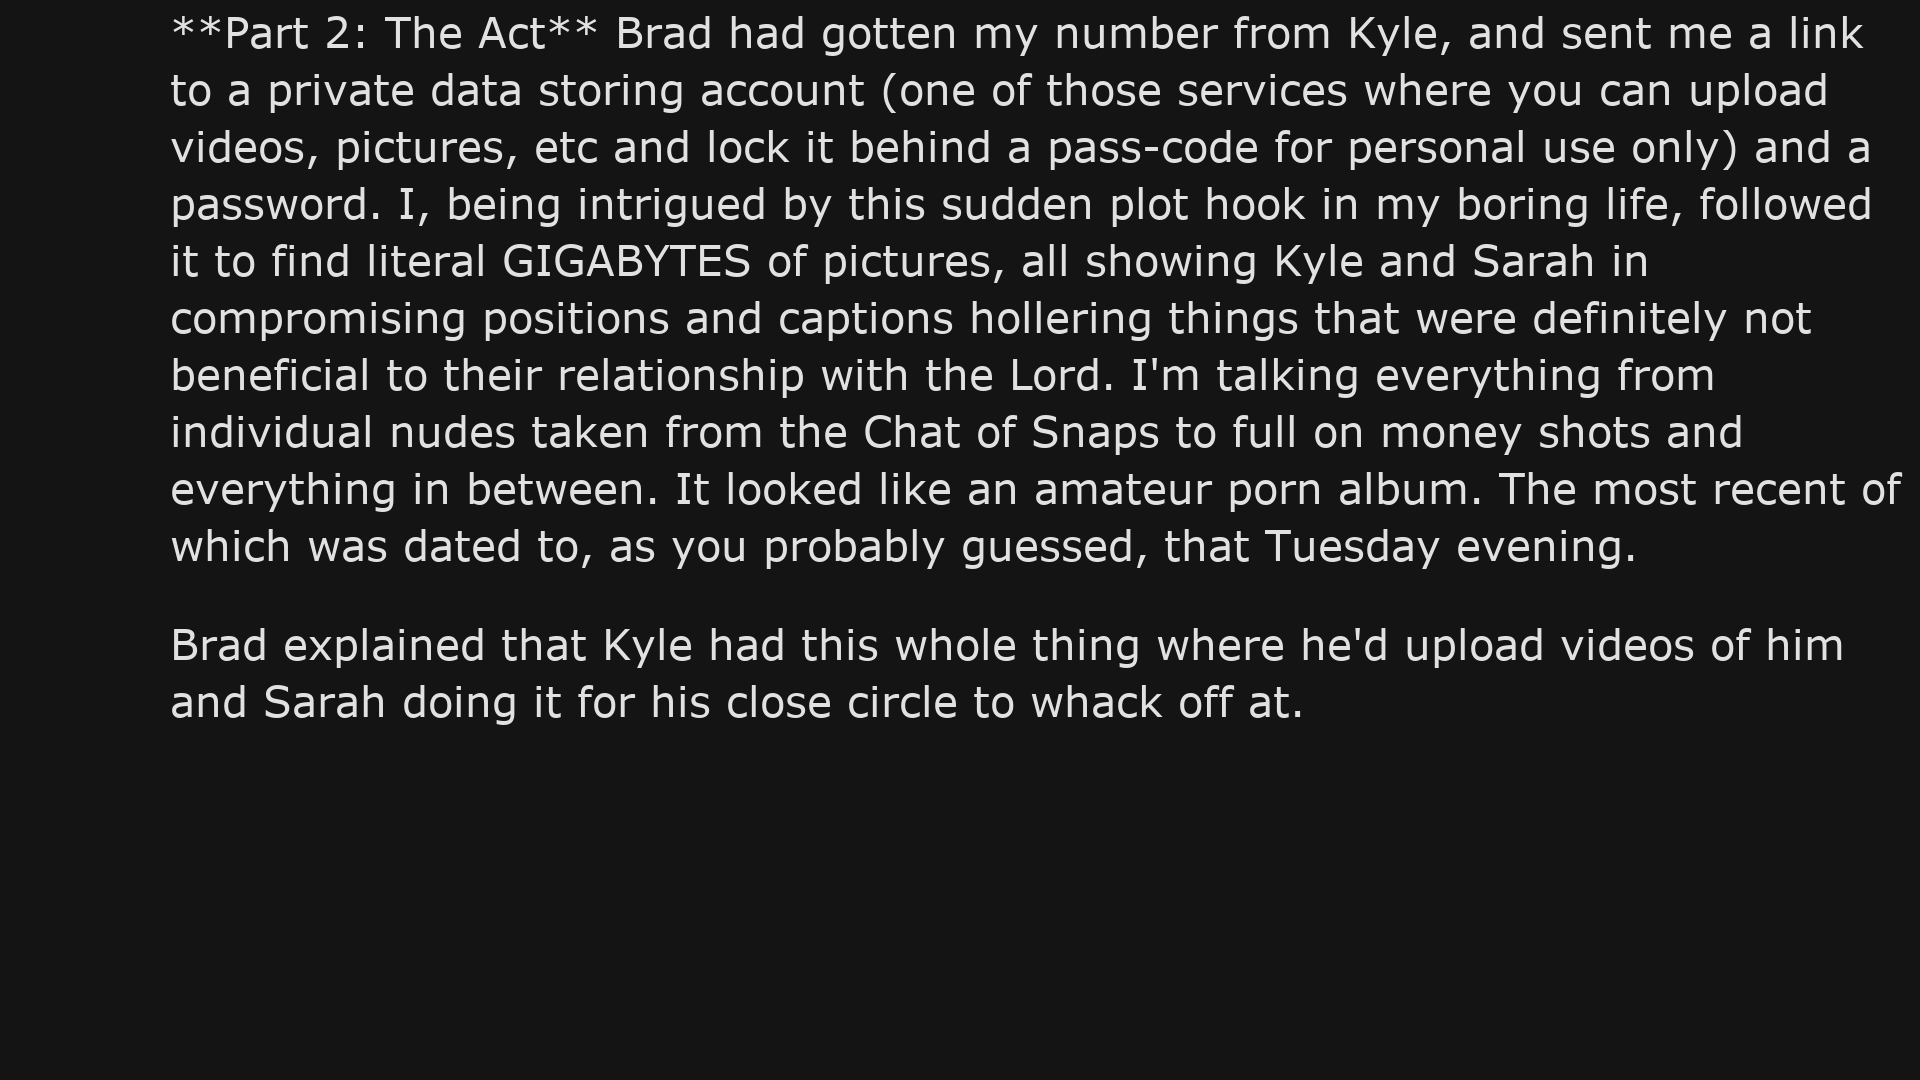 **Part 2: The Act** Brad had gotten my number from Kyle, and sent me a link
to a private data storing account (one of those services where you can upload
videos, pictures, etc and lock it behind a pass-code for personal use only) and a
password. I, being intrigued by this sudden plot hook in my boring life, followed
it to find literal GIGABYTES of pictures, all showing Kyle and Sarah in
compromising positions and captions hollering things that were definitely not
beneficial to their relationship with the Lord. I'm talking everything from
individual nudes taken from the Chat of Snaps to full on money shots and
everything in between. It looked like an amateur porn album. The most recent of
which was dated to, as you probably guessed, that Tuesday evening.
Brad explained that Kyle had this whole thing where he'd upload videos of him
and Sarah doing it for his close circle to whack off at.